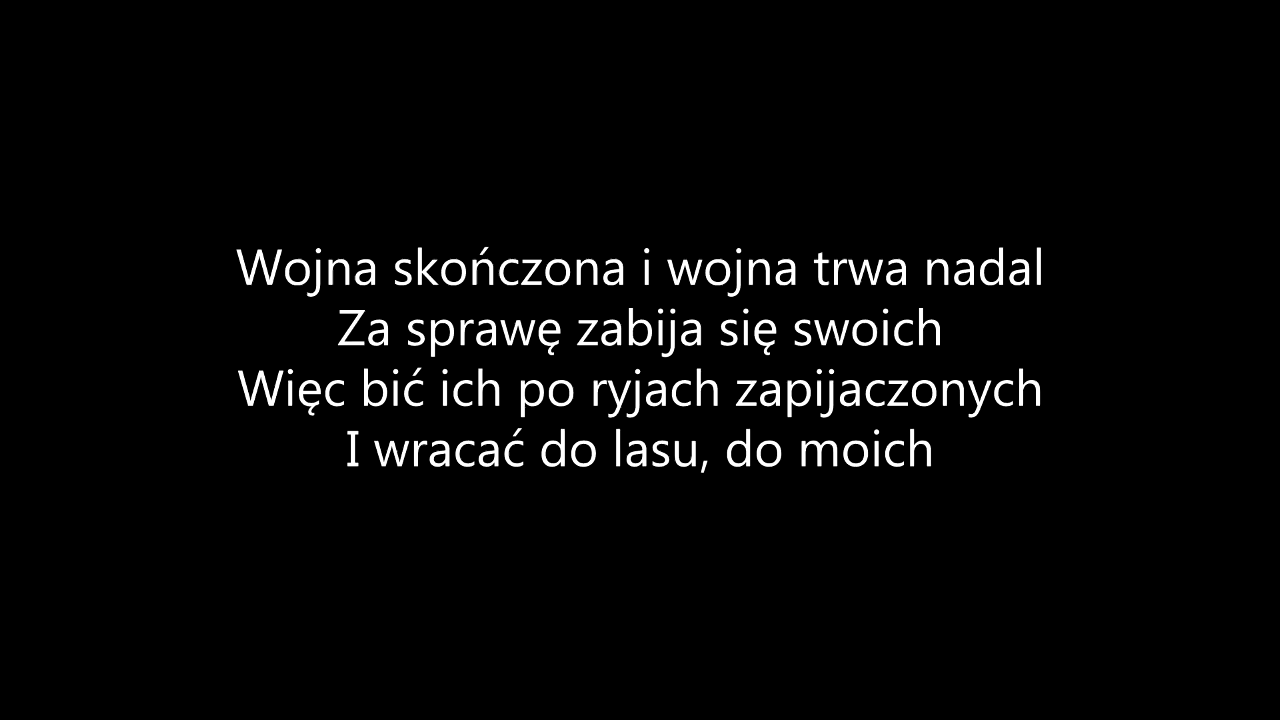 Wojna skończona i wojna trwa nadal
Za sprawę zabija się swoich
Więc bić ich po ryjach zapijaczonych
I wracać do lasu, do moich